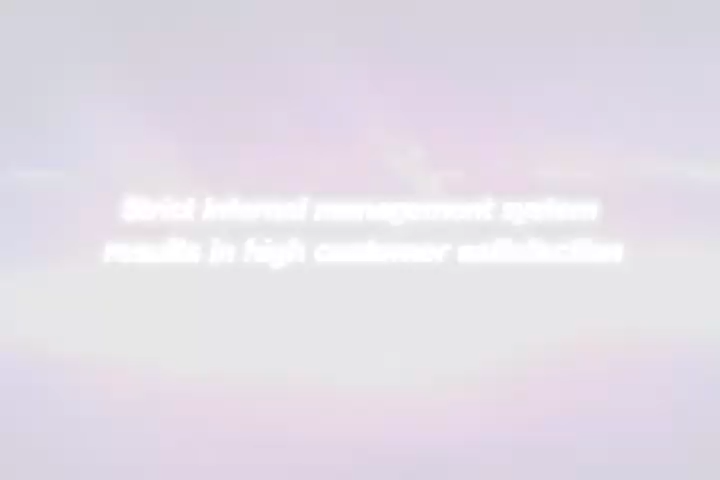 Strict internal management system
results in high customer satisfaction